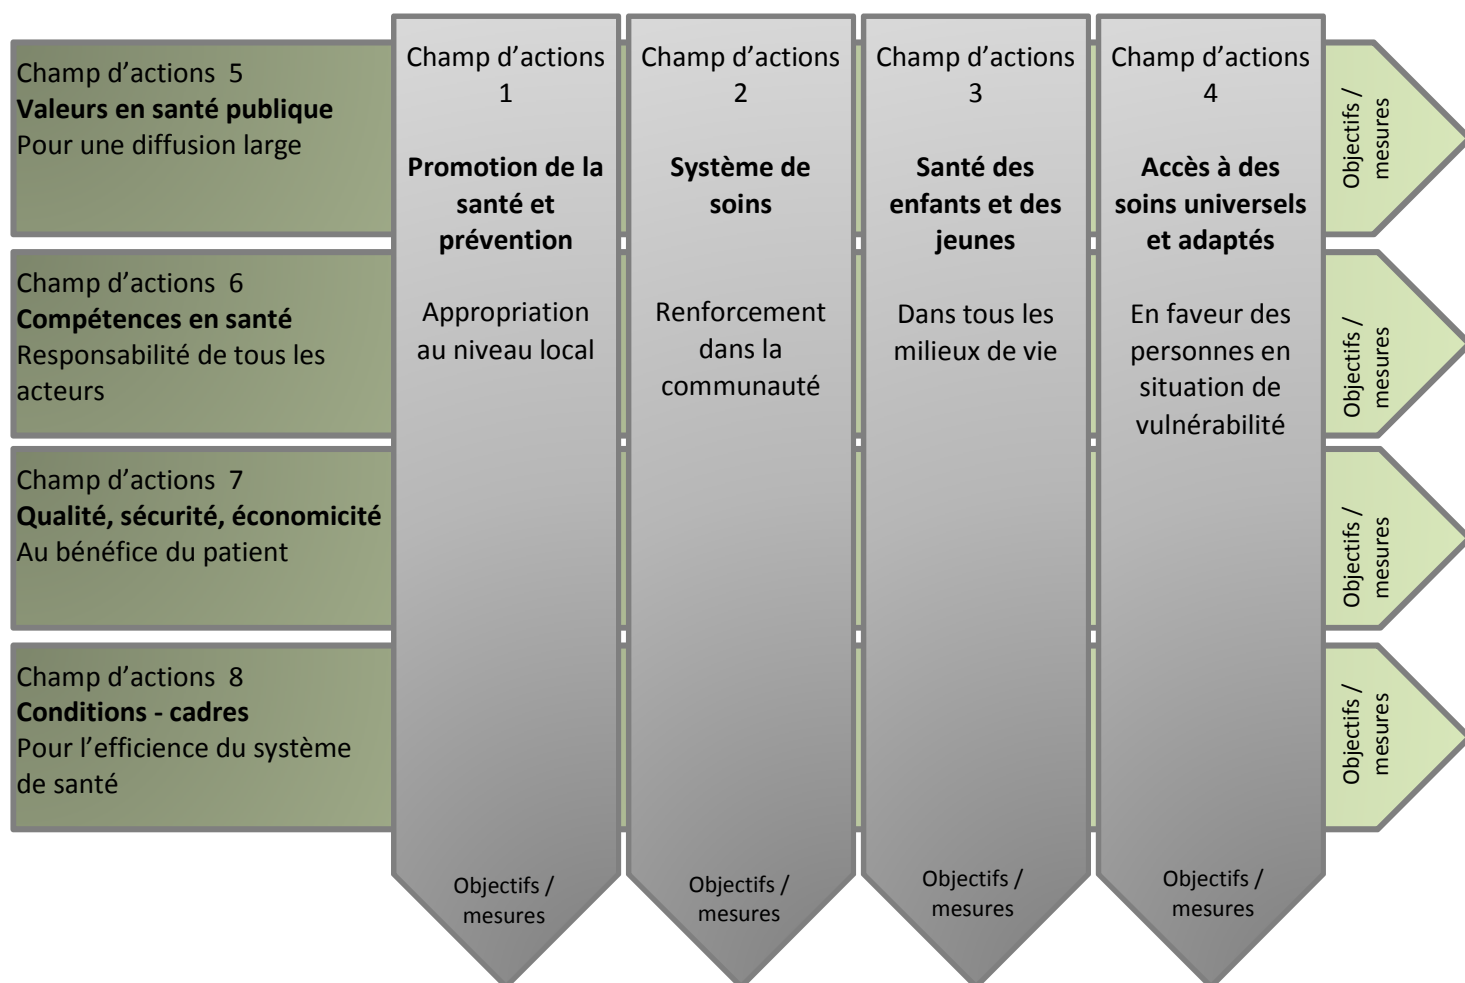 Champ d’actions 5
Valeurs en santé publique
Pour une diffusion large
Champ d’actions 6
Compétences en santé
Responsabilité de tous les
acteurs
Champ d’actions 7
Qualité, sécurité, économicité
Au bénéfice du patient
Champ d’actions 8
Conditions - cadres
Pour l’efficience du système
de santé
Champ d’actions
1
Promotion de la
santé et
prévention
Appropriation
au niveau local
Objectifs /
mesures
Champ d’actions
2
Système de
soins
Renforcement
dans la
communauté
Objectifs /
mesures
Champ d’actions
3
Santé des
enfants et des
jeunes
Dans tous les
milieux de vie
Objectifs /
mesures
Champ d’actions
4
Accès à des
soins universels
et adaptés
En faveur des
personnes en
situation de
vulnérabilité
Objectifs /
mesures
Objectifs /
mesures
Objectifs /
mesures
Objectifs /
mesures
Objectifs /
mesures